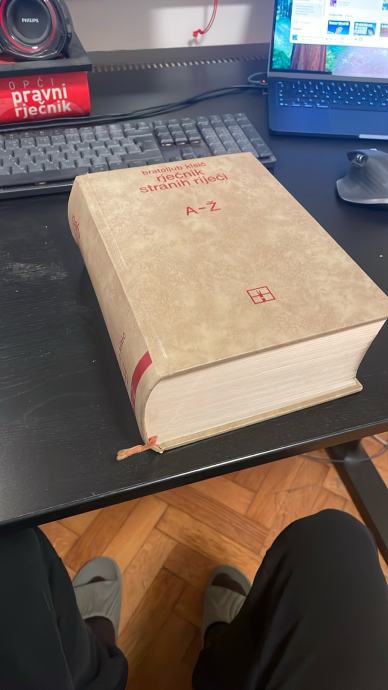 PHILIPS
OPĆI
pravni
rječnik
bratoljub klaić
rječnik
stranih riječi
A-Ž